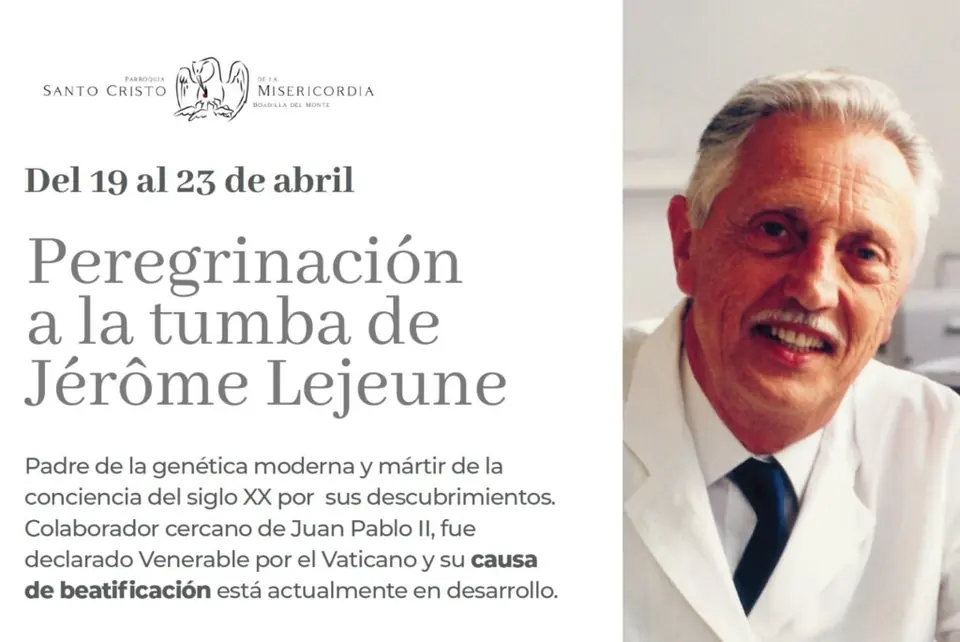 PARROQUIA DE LA
SANTO CRISTO MISERICORDIA
BOADILLA DEL MONTE
Del 19 al 23 de abril
Peregrinación
a la tumba de
Jérôme Lejeune
Padre de la genética moderna y mártir de la
conciencia del siglo XX por sus descubrimientos.
Colaborador cercano de Juan Pablo II, fue
declarado Venerable por el Vaticano y su causa
de beatificación está actualmente en desarrollo.